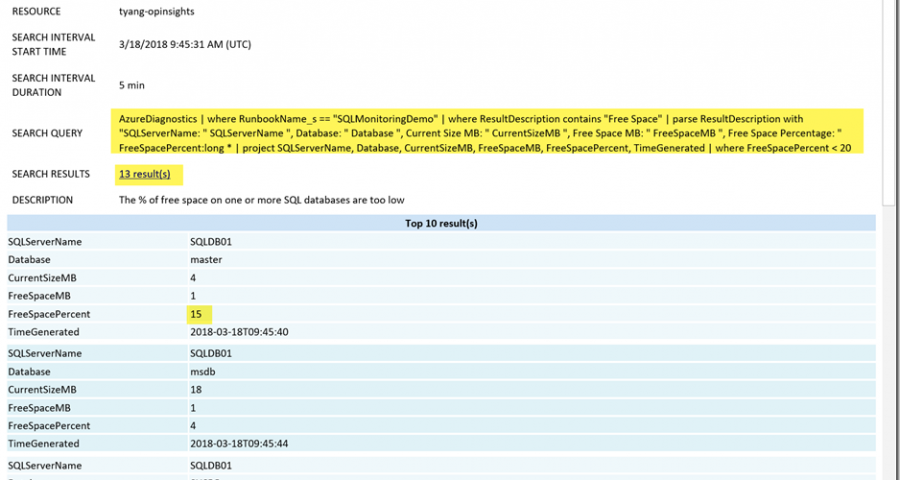 RESOURCE tyang-opinsights
SEARCH INTERVAL
START TIME 3/18/2018 9:45:31 AM (UTC)
SEARCH INTERVAL
DURATION 5 min
AzureDiagnostics | where RunbookName_s == "SQLMonitoringDemo" | where ResultDescription contains "Free Space" | parse ResultDescription with
SEARCH QUERY "SQLServerName: " SQLServerName ", Database: " Database ", Current Size MB: " CurrentSizeMB ", Free Space MB: " FreeSpaceMB ", Free Space Percentage: "
FreeSpacePercent:long * | project SQLServerName, Database, CurrentSizeMB, FreeSpaceMB, FreeSpacePercent, TimeGenerated | where FreeSpacePercent < 20
SEARCH RESULTS 13 result(s)
DESCRIPTION The % of free space on one or more SQL databases are too low
Top 10 result(s)
SQLServerName SQLDB01
Database master
CurrentSizeMB 4
FreeSpaceMB 1
FreeSpacePercent 15
TimeGenerated 2018-03-18T09:45:40
SQLServerName SQLDB01
Database msdb
CurrentSizeMB 18
FreeSpaceMB 1
FreeSpacePercent 4
TimeGenerated 2018-03-18T09:45:44
SQLServerName SQLDB01